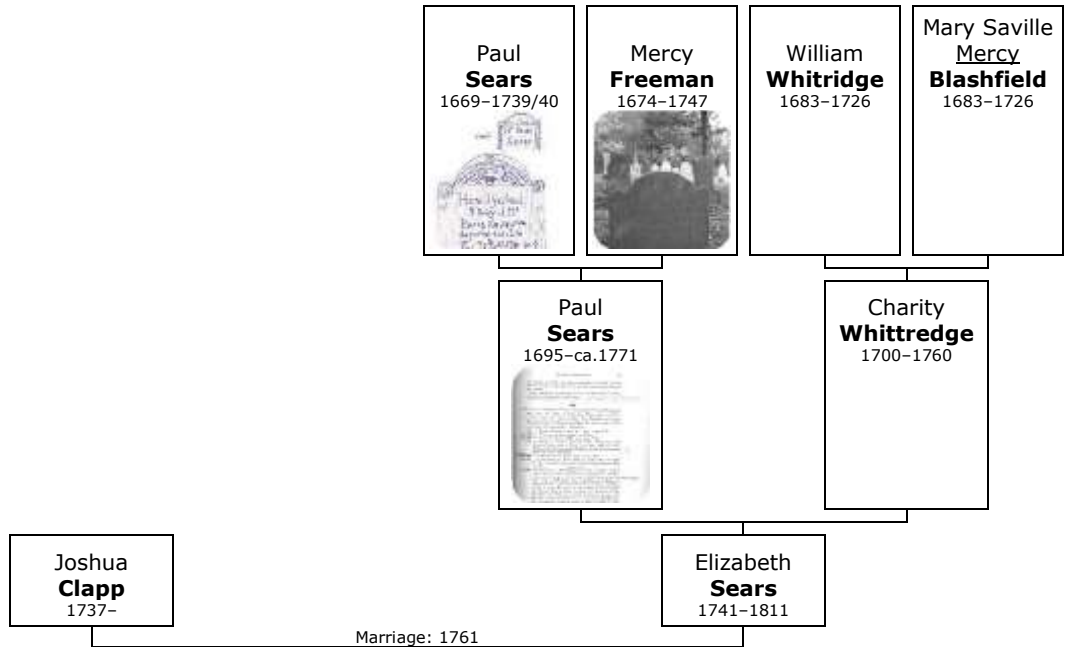 Paul
Sears
1669–1739/40
Mercy
Freeman
1674–1747
William
Whitridge
1683–1726
Mary Saville
Mercy
Blashfield
1683–1726
Paul
Sears
1695–ca.1771
Charity
Whittredge
1700–1760
Joshua
Clapp
1737–
Elizabeth
Sears
1741–1811
Marriage: 1761